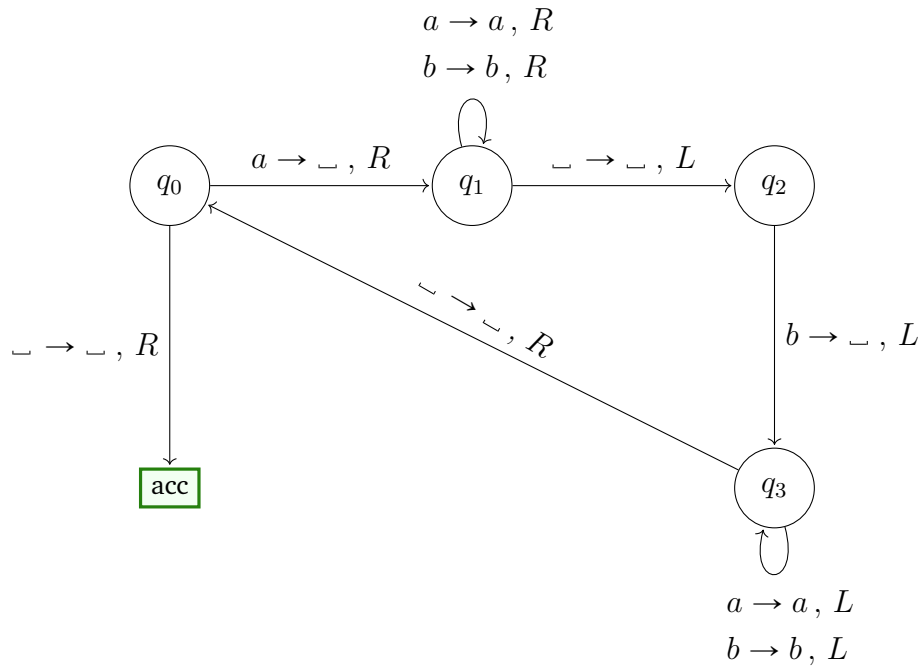 a → a , R
b → b , R
a → ␣ , R
␣ → ␣ , L
q₀
q₁
q₂
␣ → ␣ , R
␣ → ␣ , R
b → ␣ , L
acc
q₃
a → a , L
b → b , L